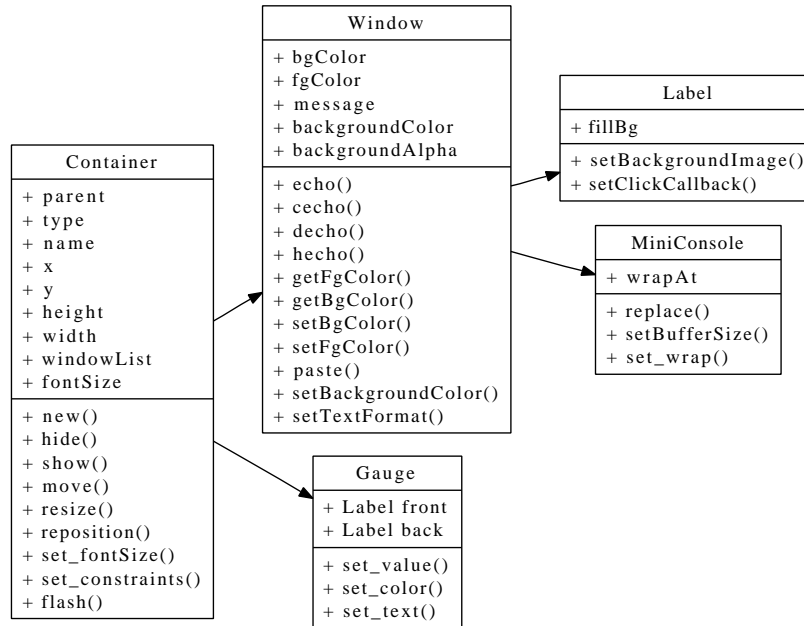 Container
+ parent
+ type
+ name
+ x
+ y
+ height
+ width
+ windowList
+ fontSize
+ new()
+ hide()
+ show()
+ move()
+ resize()
+ reposition()
+ set_fontSize()
+ set_constraints()
+ flash()
Window
+ bgColor
+ fgColor
+ message
+ backgroundColor
+ backgroundAlpha
+ echo()
+ cecho()
+ decho()
+ hecho()
+ getFgColor()
+ getBgColor()
+ setBgColor()
+ setFgColor()
+ paste()
+ setBackgroundColor()
+ setTextFormat()
Gauge
+ Label front
+ Label back
+ set_value()
+ set_color()
+ set_text()
Label
+ fillBg
+ setBackgroundImage()
+ setClickCallback()
MiniConsole
+ wrapAt
+ replace()
+ setBufferSize()
+ set_wrap()